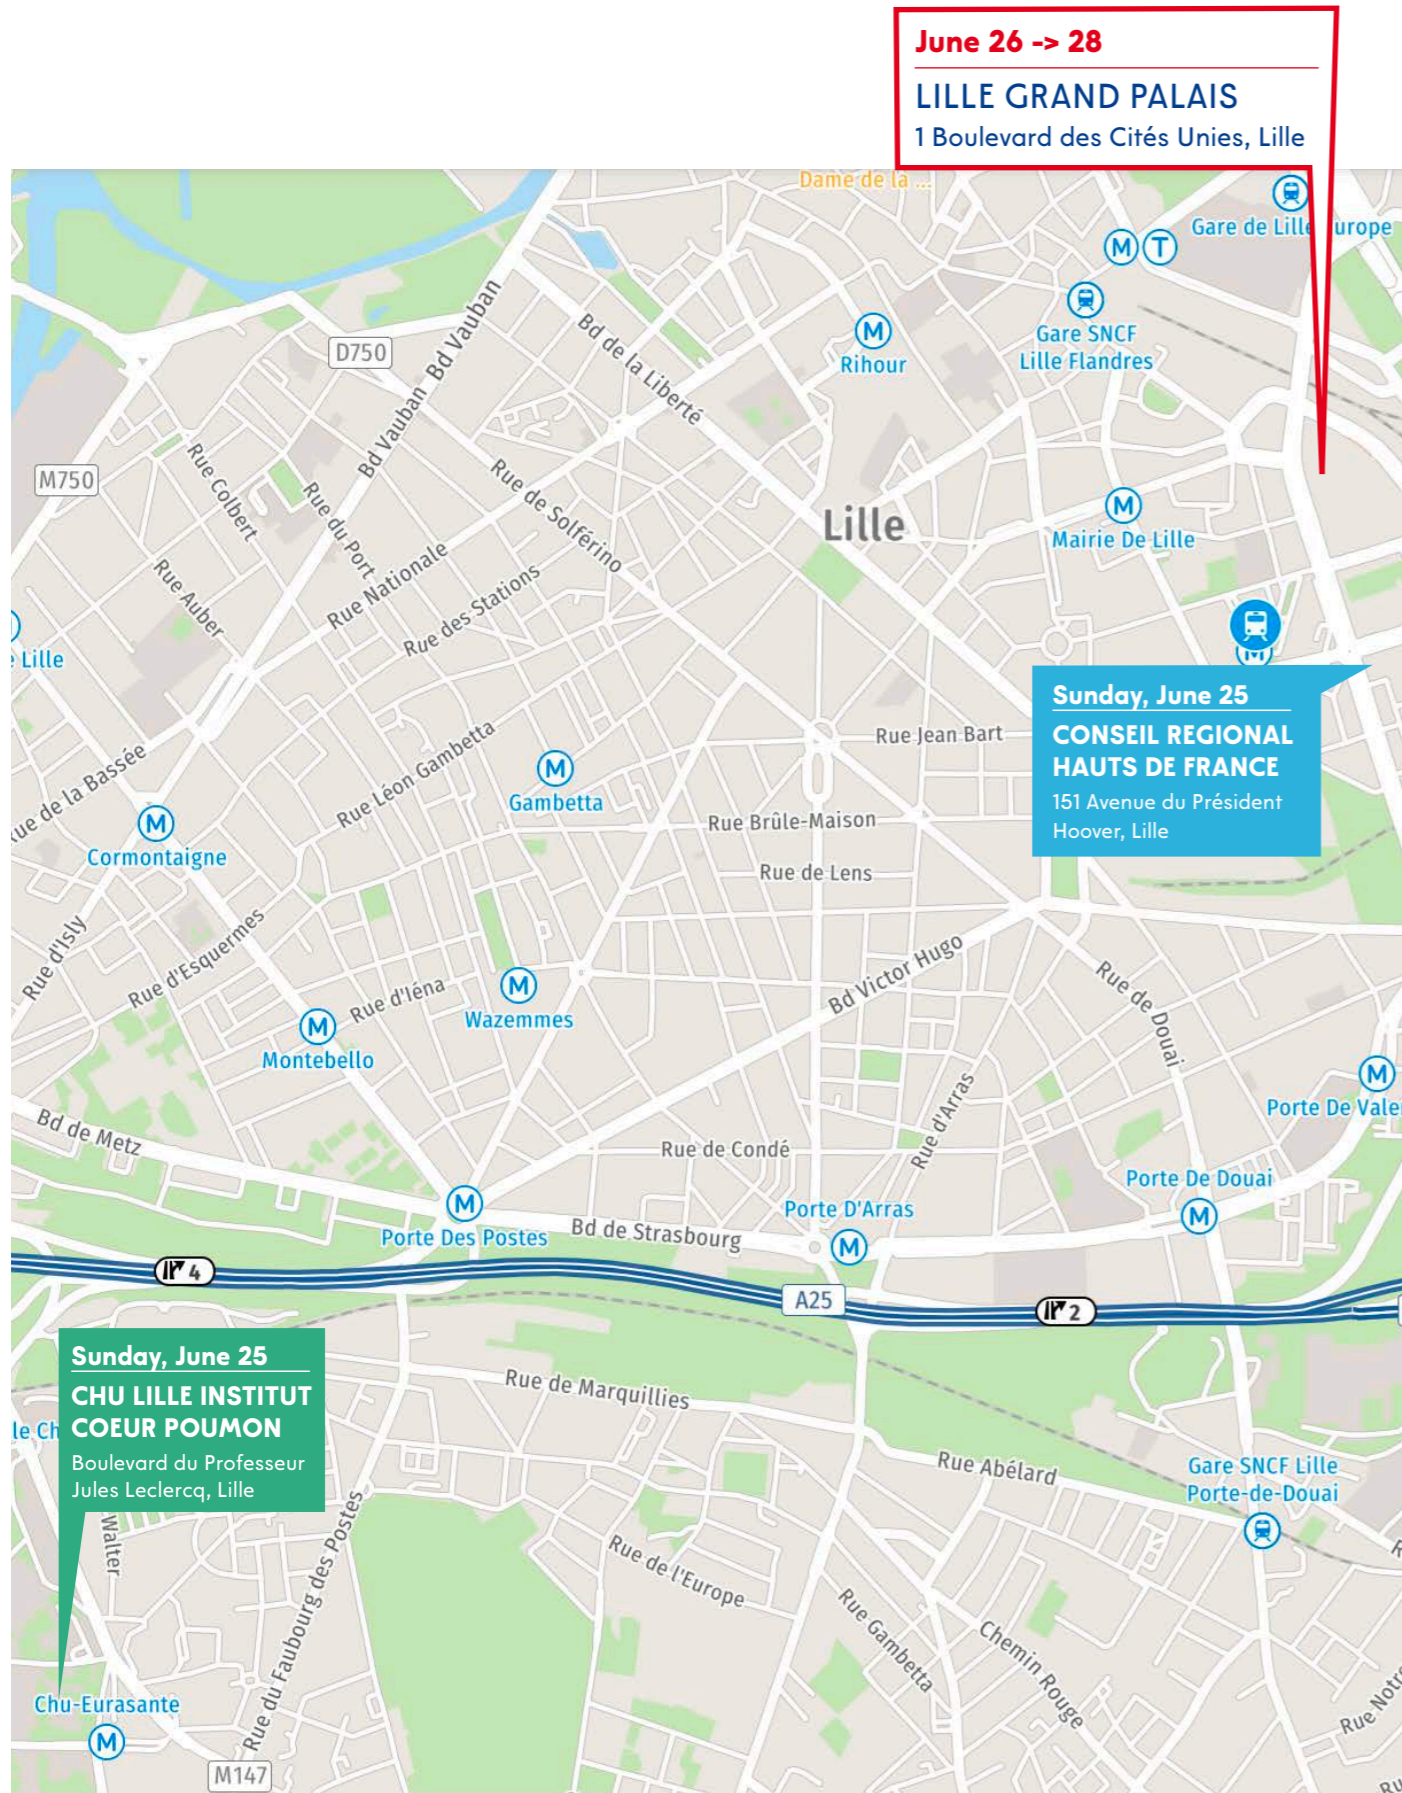 June 26 -> 28
LILLE GRAND PALAIS
1 Boulevard des Cités Unies, Lille
Dame de la ...
Gare de Lille Europe
M
T
Gare SNCF
Lille Flandres
M
Rihour
Bd Vauban
Bd de la Liberté
D750
Bd Vauban
M750
Rue Colbert
Rue du Port
Rue de Solférino
Lille
M
Mairie De Lille
Rue Nationale
Rue des Stations
Rue Auber
Lille
M
Sunday, June 25
CONSEIL REGIONAL
HAUTS DE FRANCE
151 Avenue du Président
Hoover, Lille
Rue Jean Bart
Rue Léon Gambetta
M
Gambetta
Rue Brûle-Maison
Rue de Lens
ue de la Bassée
M
Cormontaigne
Rue d'Isly
Rue d'Esquermes
Rue d'Iéna
M
Wazemmes
M
Montebello
Bd Victor Hugo
Rue de Douai
M
Porte De Vale
Rue d'Arras
Bd de Metz
Rue de Condé
Porte De Douai
M
M
Porte Des Postes
Bd de Strasbourg
Porte D'Arras
M
4
A25
2
Sunday, June 25
CHU LILLE INSTITUT
COEUR POUMON
Boulevard du Professeur
Jules Leclercq, Lille
le Ch
Rue de Marquillies
Rue Abélard
Gare SNCF Lille
Porte-de-Douai
Walter
Rue du Faubourg des Postes
Rue de l'Europe
Rue Gambetta
Chemin Rouge
Rue Notr
R
Chu-Eurasante
M
M147
Ru